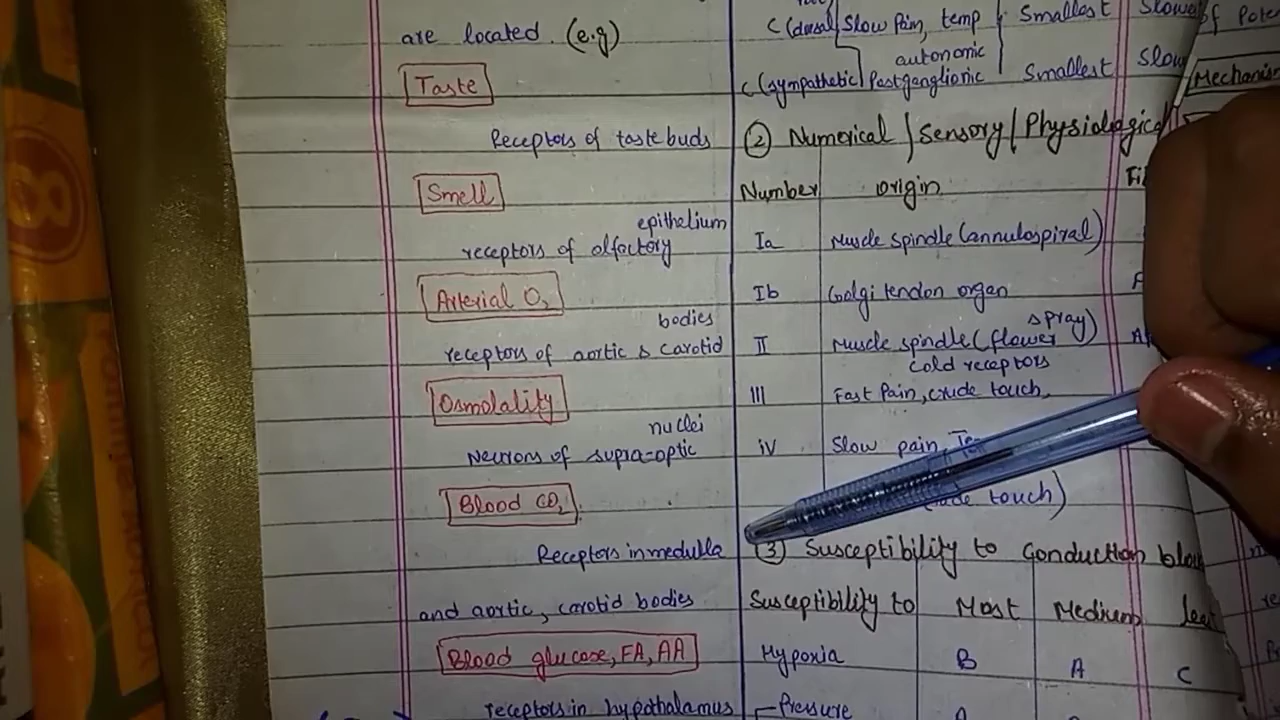 are located. (e.g)
Taste
Receptors of taste buds
Smell
epithelium
receptors of olfactory
Arterial O2
bodies
receptors of aortic & carotid
Osmolality
nuclei
Neurons of supra-optic
Blood CO2
Receptors in medulla
and aortic, carotid bodies
Blood glucose, FA, AA
receptors in hypothalamus
C (dorsal) Slow Pain, temp Smallest
autonomic
C (sympathetic) Postganglionic Smallest Slow
② Numerical / Sensory / Physiological
Number origin
Ia Muscle spindle (annulospiral)
Ib Golgi tendon organ
II Muscle spindle (flower spray)
cold receptors
III Fast Pain, crude touch,
iv Slow pain,
touch)
(3) Susceptibility to Conduction
Susceptibility to Most Medium
Hypoxia B A C
Pressure
of
Mechanism
8